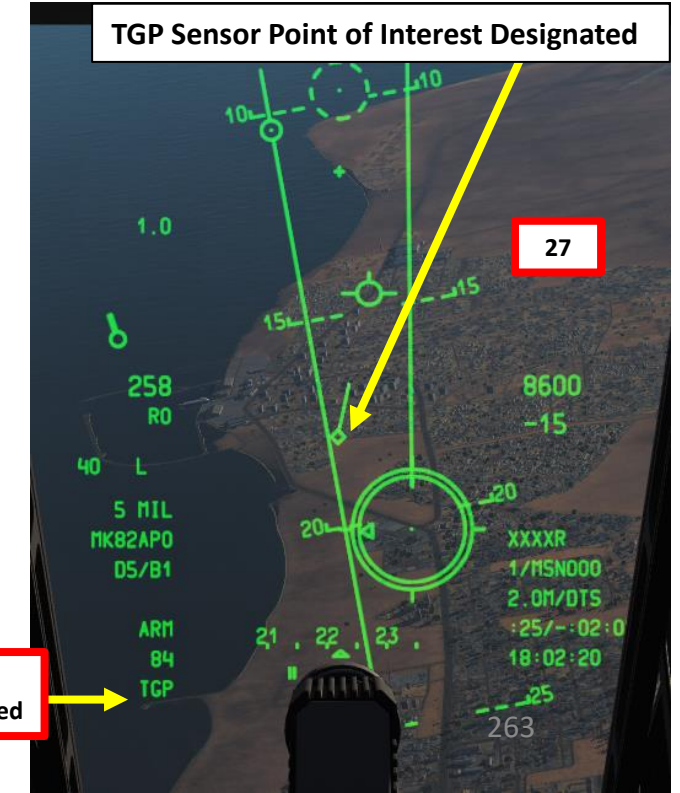 TGP Sensor Point of Interest Designated
10 10
1.0
27
15 15
258
RO
8600
-15
40 L
5 MIL
MK82APO
D5/B1
20 20
XXXXR
1/MSN000
2.0M/DTS
:25/-:02:0
18:02:20
ARM
84
TGP
21 . 22 . 23 .
ed
25
263